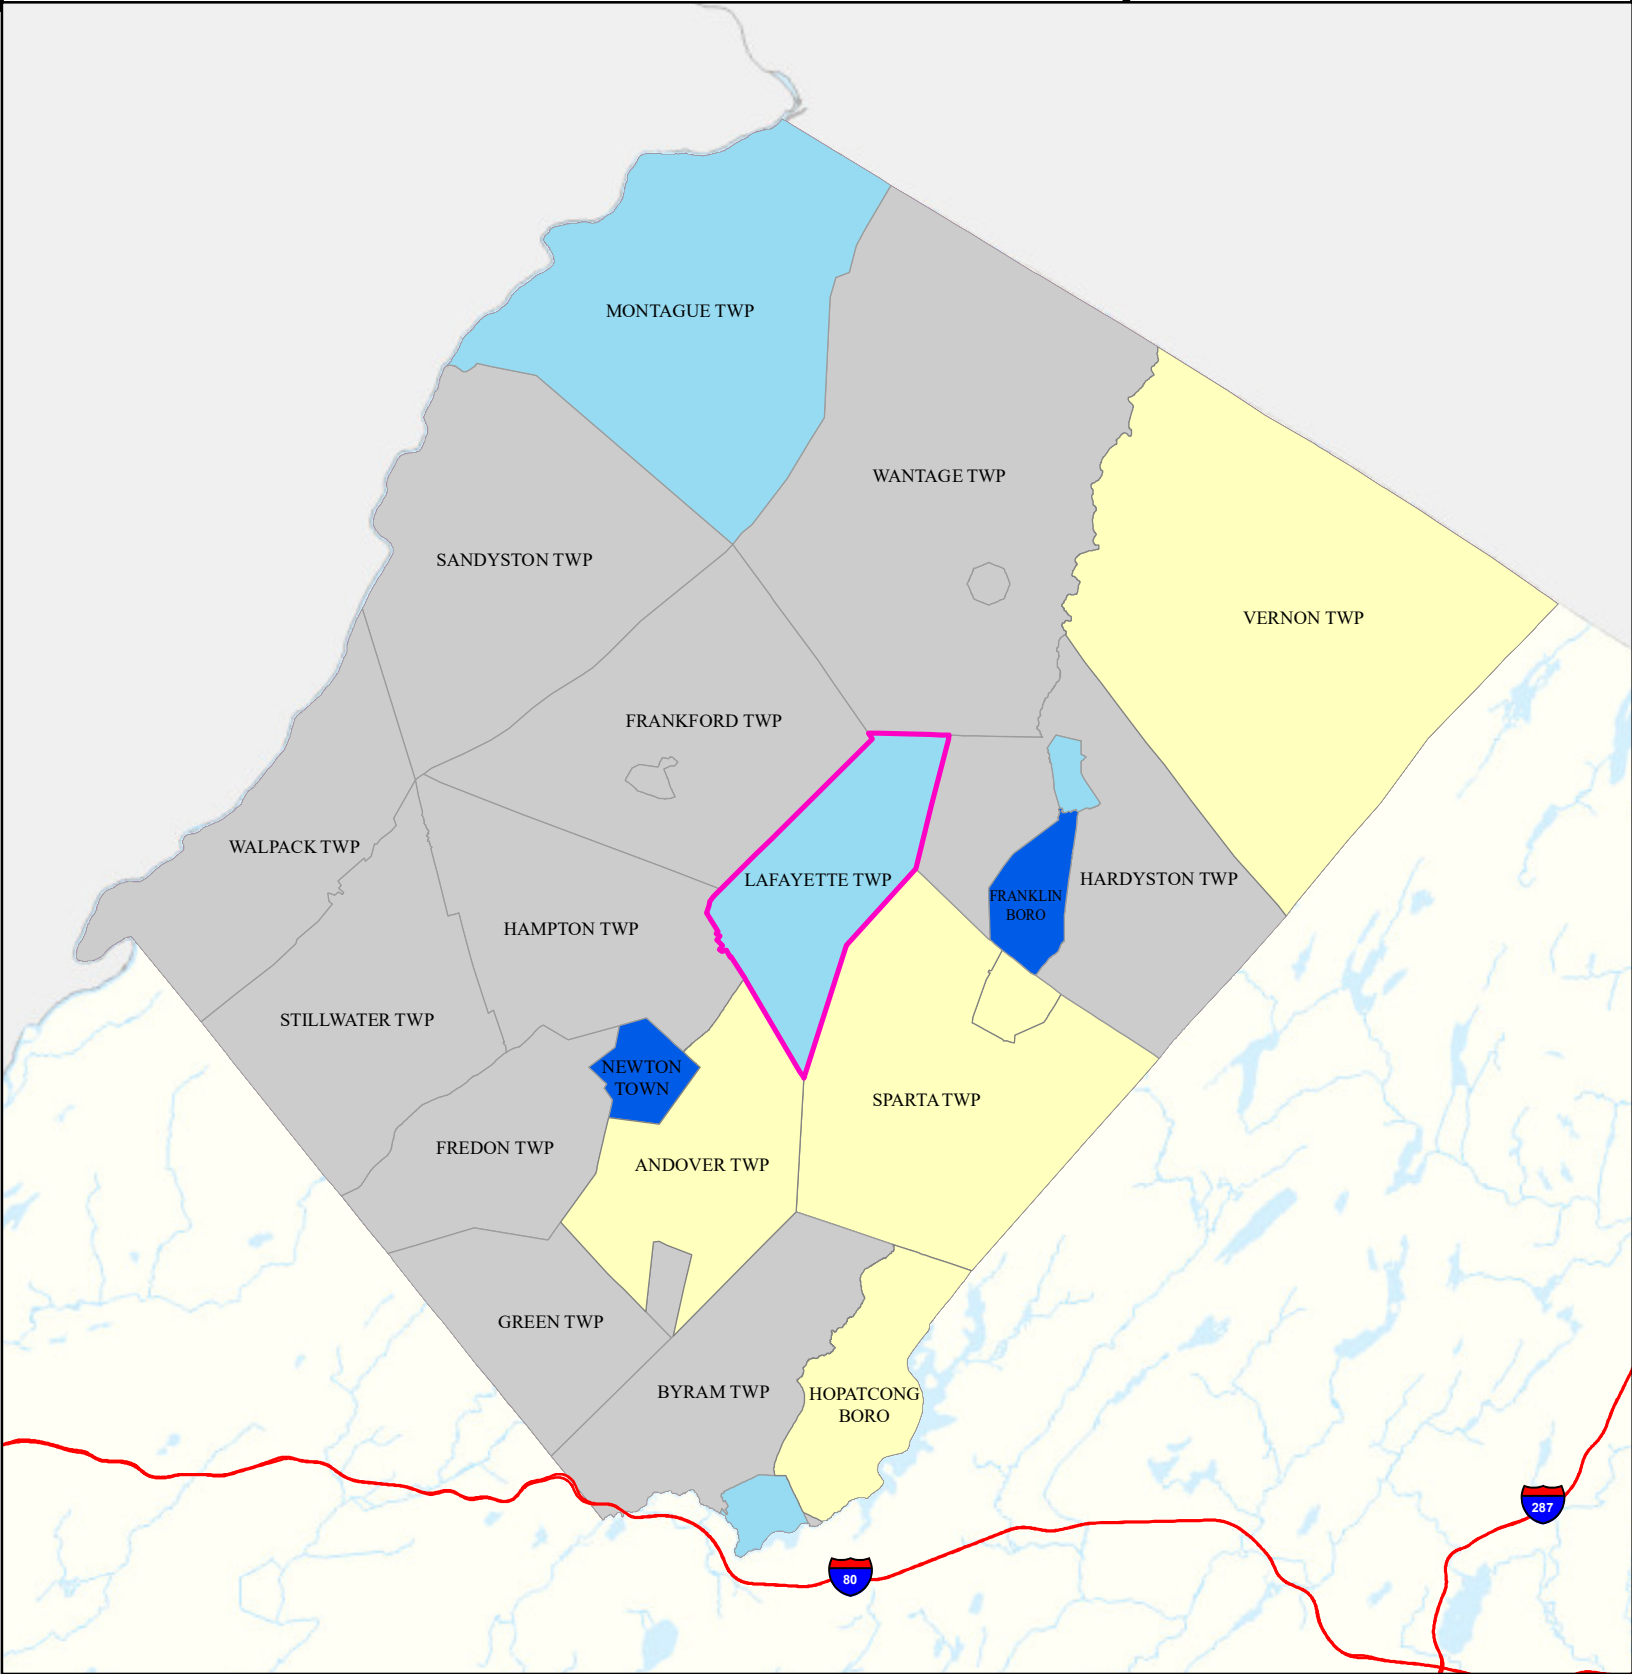 MONTAGUE TWP
WANTAGE TWP
SANDYSTON TWP
VERNON TWP
FRANKFORD TWP
WALPACK TWP
LAFAYETTE TWP
HARDYSTON TWP
FRANKLIN
BORO
HAMPTON TWP
STILLWATER TWP
NEWTON
TOWN
SPARTA TWP
FREDON TWP
ANDOVER TWP
GREEN TWP
BYRAM TWP
HOPATCONG
BORO
287
80